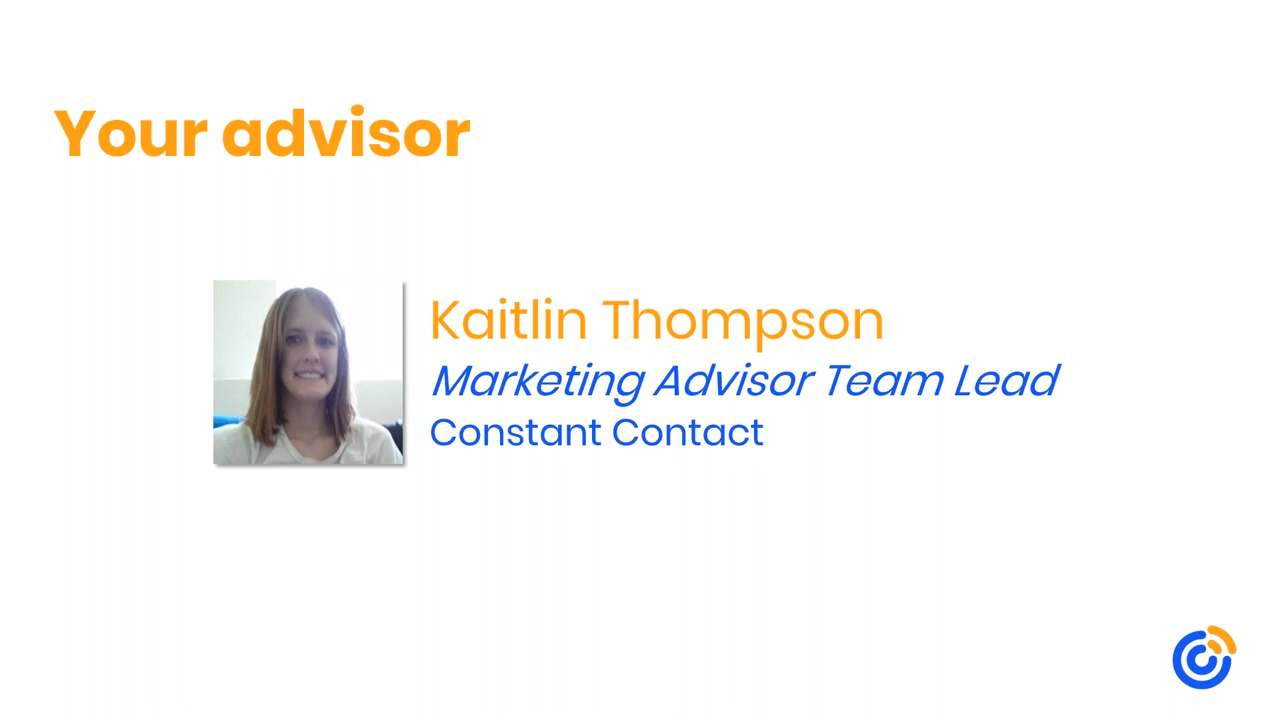 Your advisor
Kaitlin Thompson
Marketing Advisor Team Lead
Constant Contact